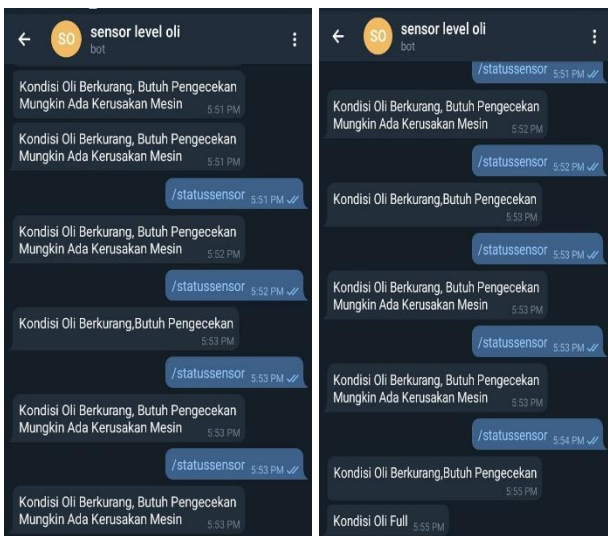 SO
sensor level oli
bot
Kondisi Oli Berkurang, Butuh Pengecekan
Mungkin Ada Kerusakan Mesin 5:51 PM
Kondisi Oli Berkurang, Butuh Pengecekan
Mungkin Ada Kerusakan Mesin 5:51 PM
/statussensor 5:51 PM
Kondisi Oli Berkurang, Butuh Pengecekan
Mungkin Ada Kerusakan Mesin 5:52 PM
/statussensor 5:52 PM
Kondisi Oli Berkurang,Butuh Pengecekan
5:53 PM
/statussensor 5:53 PM
Kondisi Oli Berkurang, Butuh Pengecekan
Mungkin Ada Kerusakan Mesin 5:53 PM
/statussensor 5:53 PM
Kondisi Oli Berkurang, Butuh Pengecekan
Mungkin Ada Kerusakan Mesin 5:53 PM
SO
sensor level oli
bot
/statussensor 5:51 PM
Kondisi Oli Berkurang, Butuh Pengecekan
Mungkin Ada Kerusakan Mesin 5:52 PM
/statussensor 5:52 PM
Kondisi Oli Berkurang,Butuh Pengecekan
5:53 PM
/statussensor 5:53 PM
Kondisi Oli Berkurang, Butuh Pengecekan
Mungkin Ada Kerusakan Mesin 5:53 PM
/statussensor 5:53 PM
Kondisi Oli Berkurang, Butuh Pengecekan
Mungkin Ada Kerusakan Mesin 5:53 PM
/statussensor 5:54 PM
Kondisi Oli Berkurang,Butuh Pengecekan
5:55 PM
Kondisi Oli Full 5:55 PM